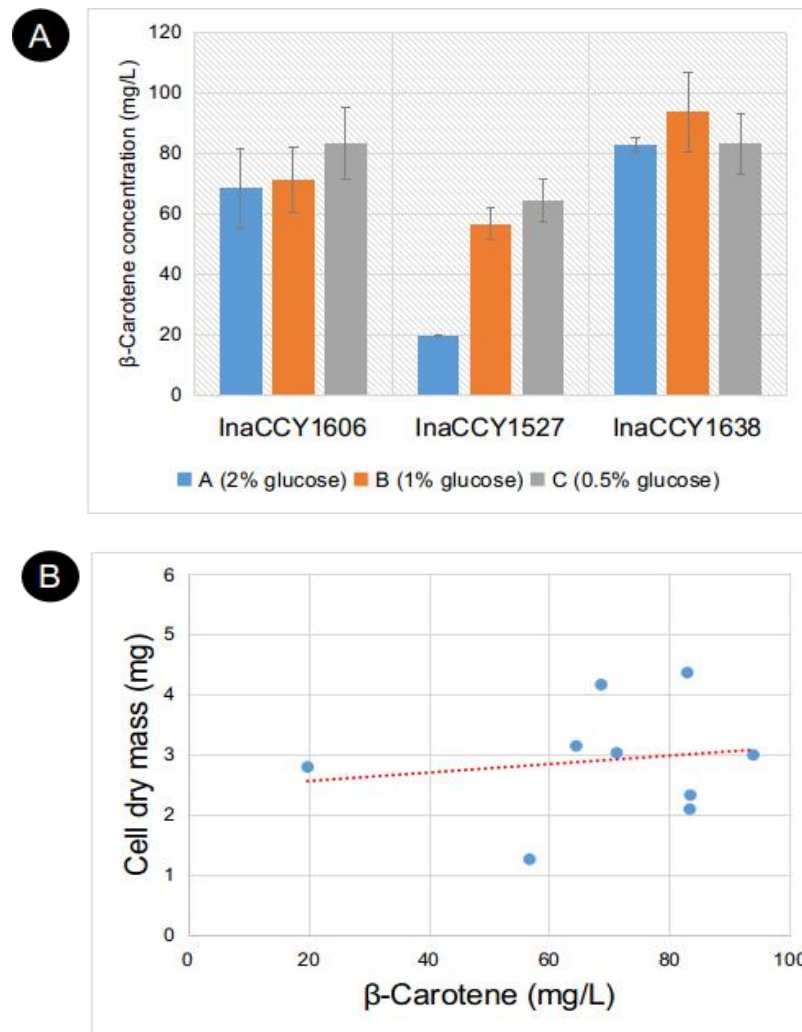 A
β-Carotene concentration (mg/L)
120
100
80
60
40
20
0
InaCCY1606 InaCCY1527 InaCCY1638
A (2% glucose) B (1% glucose) C (0.5% glucose)
B
Cell dry mass (mg)
6
5
4
3
2
1
0
0 20 40 60 80 100
β-Carotene (mg/L)